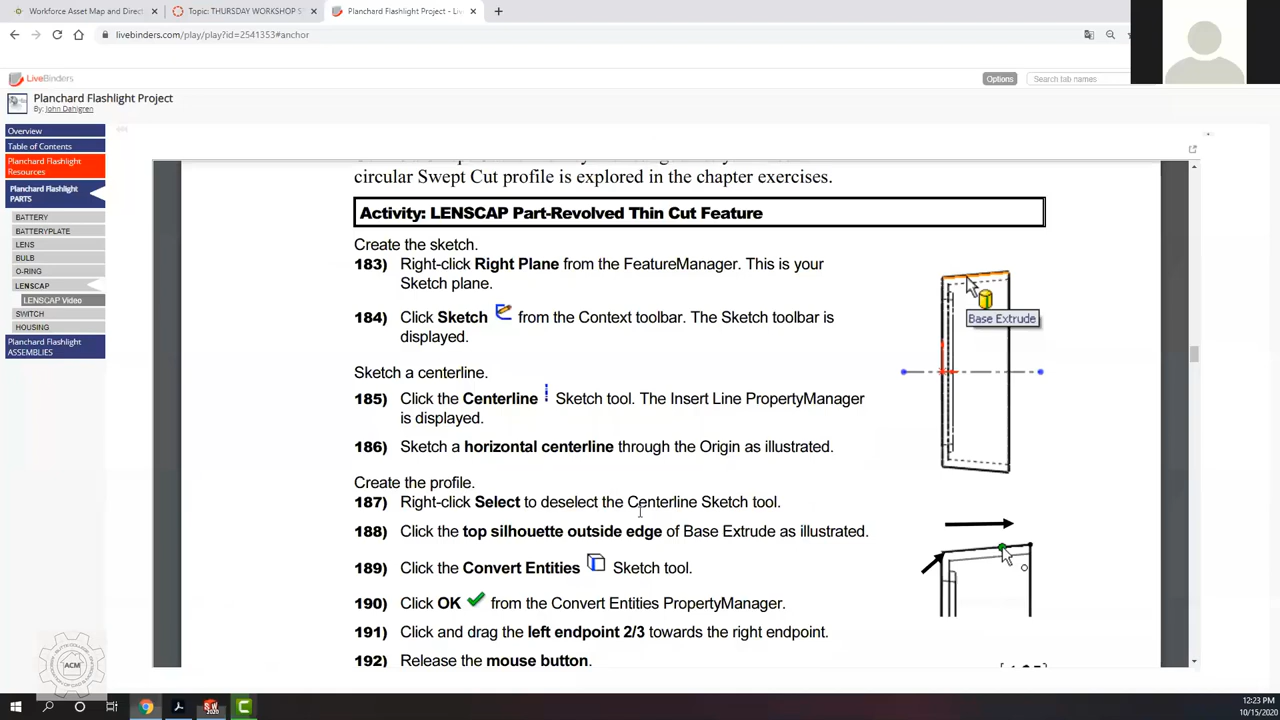 Workforce Asset Map and Direct
Topic: THURSDAY WORKSHOP S
Planchard Flashlight Project - Liv
livebinders.com/play/play?id=2541353#anchor
LiveBinders
Options
Search tab names
Planchard Flashlight Project
By: John Dahlgren
Overview
Table of Contents
Planchard Flashlight
Resources
Planchard Flashlight
PARTS
BATTERY
BATTERYPLATE
LENS
BULB
O-RING
LENSCAP
LENSCAP Video
SWITCH
HOUSING
Planchard Flashlight
ASSEMBLIES
circular Swept Cut profile is explored in the chapter exercises.
Activity: LENSCAP Part-Revolved Thin Cut Feature
Create the sketch.
183) Right-click Right Plane from the FeatureManager. This is your
Sketch plane.
184) Click Sketch from the Context toolbar. The Sketch toolbar is
displayed.
Sketch a centerline.
185) Click the Centerline Sketch tool. The Insert Line PropertyManager
is displayed.
186) Sketch a horizontal centerline through the Origin as illustrated.
Create the profile.
187) Right-click Select to deselect the Centerline Sketch tool.
188) Click the top silhouette outside edge of Base Extrude as illustrated.
189) Click the Convert Entities Sketch tool.
190) Click OK from the Convert Entities PropertyManager.
191) Click and drag the left endpoint 2/3 towards the right endpoint.
192) Release the mouse button.
Base Extrude
ACM
12:23 PM
10/15/2020